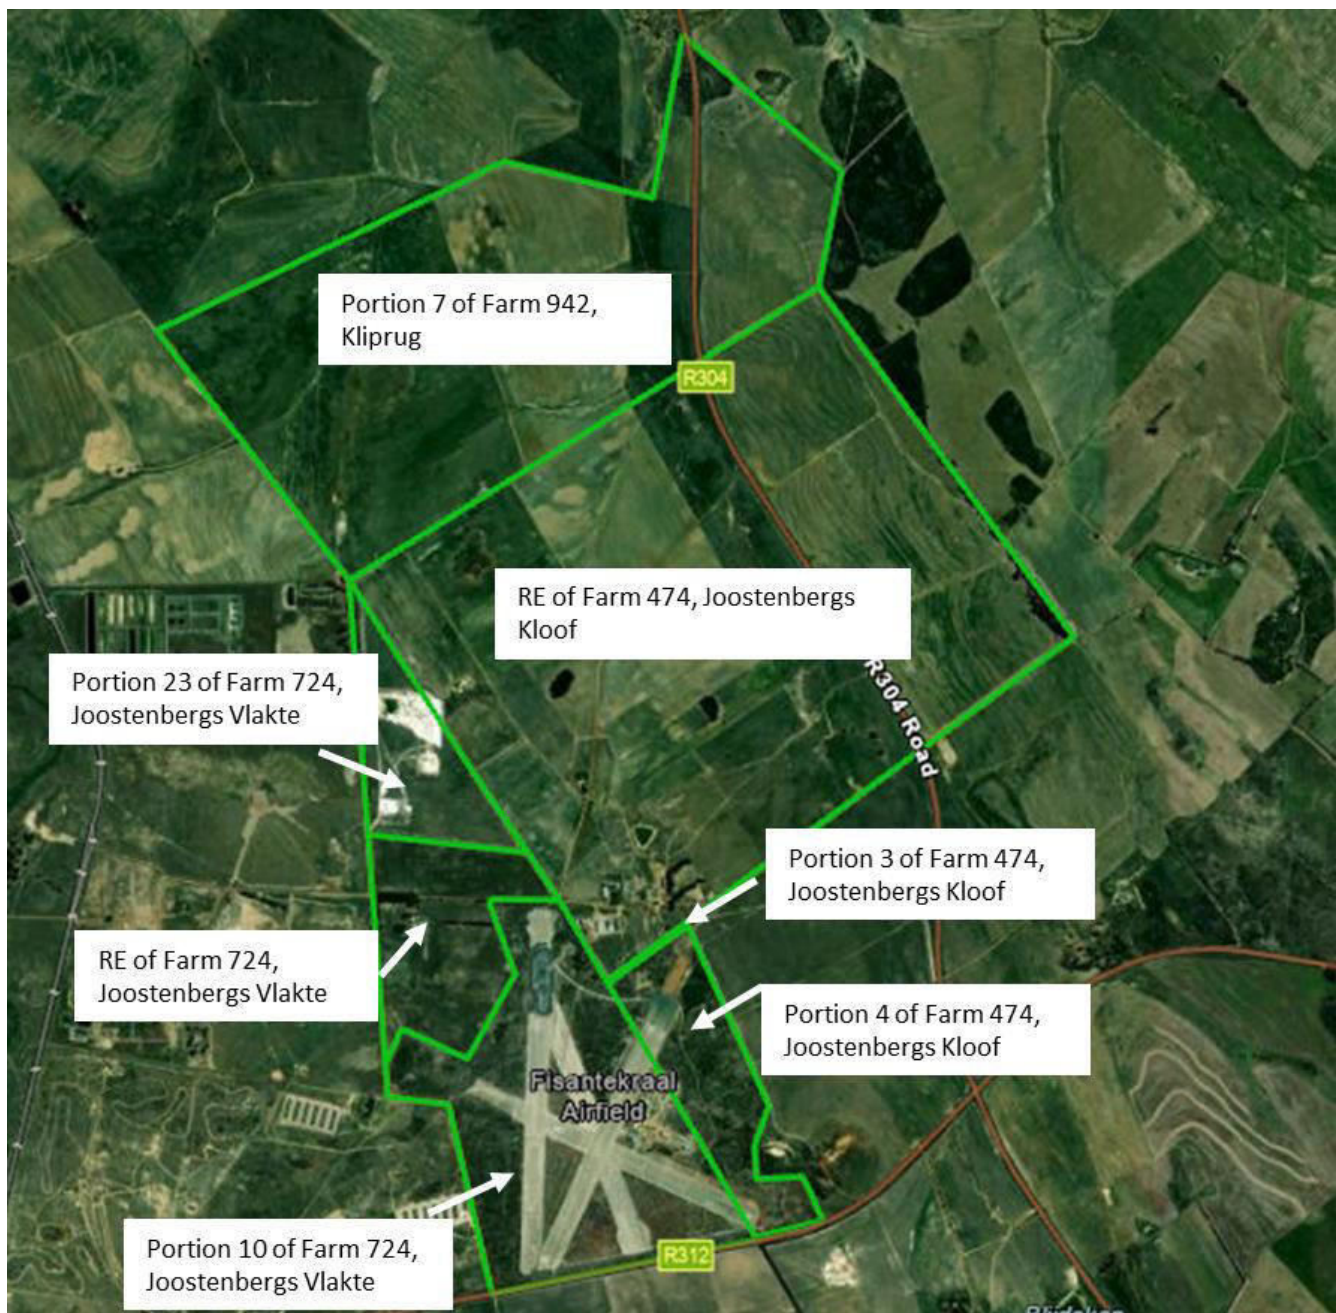 Portion 7 of Farm 942,
Kliprug
R304
RE of Farm 474, Joostenbergs
Kloof
R304 Road
Portion 23 of Farm 724,
Joostenbergs Vlakte
Portion 3 of Farm 474,
Joostenbergs Kloof
RE of Farm 724,
Joostenbergs Vlakte
Portion 4 of Farm 474,
Joostenbergs Kloof
Fisantekraal
Airfield
Portion 10 of Farm 724,
Joostenbergs Vlakte
R312